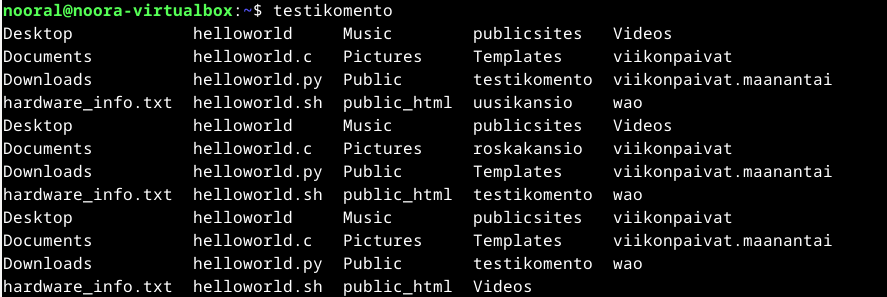 nooral@noora-virtualbox:~$ testikomento
Desktop helloworld Music publicsites Videos
Documents helloworld.c Pictures Templates viikonpaivat
Downloads helloworld.py Public testikomento viikonpaivat.maanantai
hardware_info.txt helloworld.sh public_html uusikansio wao
Desktop helloworld Music publicsites Videos
Documents helloworld.c Pictures roskakansio viikonpaivat
Downloads helloworld.py Public Templates viikonpaivat.maanantai
hardware_info.txt helloworld.sh public_html testikomento wao
Desktop helloworld Music publicsites viikonpaivat
Documents helloworld.c Pictures Templates viikonpaivat.maanantai
Downloads helloworld.py Public testikomento wao
hardware_info.txt helloworld.sh public_html Videos